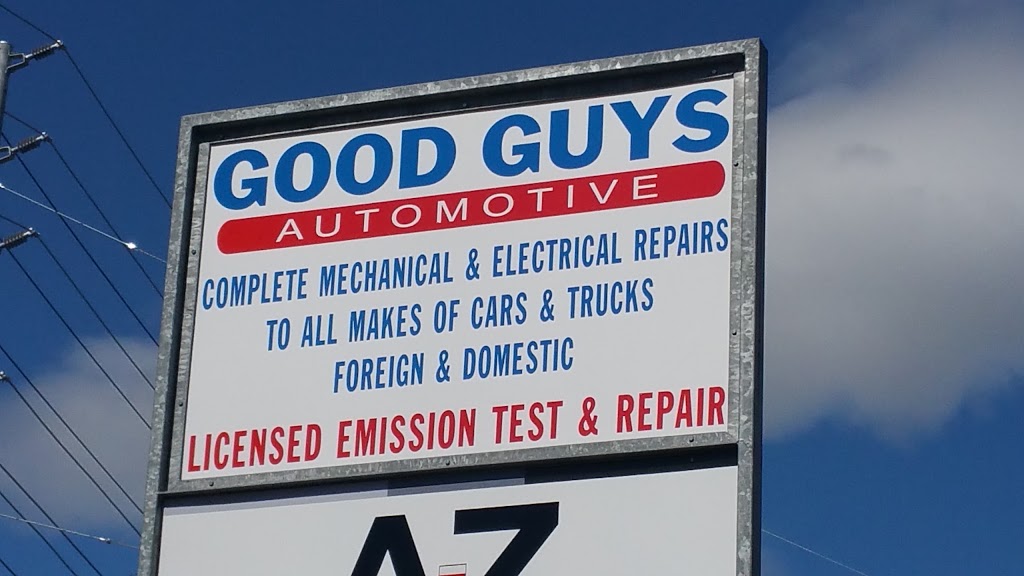 GOOD GUYS
AUTOMOTIVE
COMPLETE MECHANICAL & ELECTRICAL REPAIRS
TO ALL MAKES OF CARS & TRUCKS
FOREIGN & DOMESTIC
LICENSED EMISSION TEST & REPAIR
A-Z